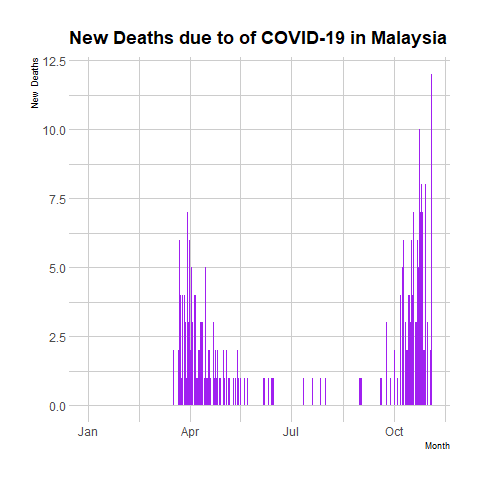 New Deaths due to of COVID-19 in Malaysia
New Deaths
12.5
10.0
7.5
5.0
2.5
0.0
Jan Apr Jul Oct
Month